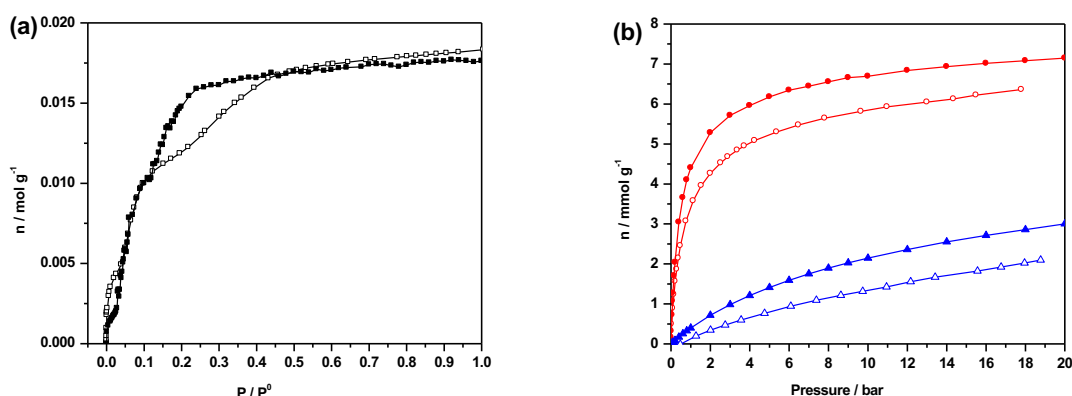 (a)
0.020
0.015
0.010
0.005
0.000
n / mol g⁻¹
0.0 0.1 0.2 0.3 0.4 0.5 0.6 0.7 0.8 0.9 1.0
P / P⁰
(b)
8
7
6
5
4
3
2
1
0
n / mmol g⁻¹
0 2 4 6 8 10 12 14 16 18 20
Pressure / bar